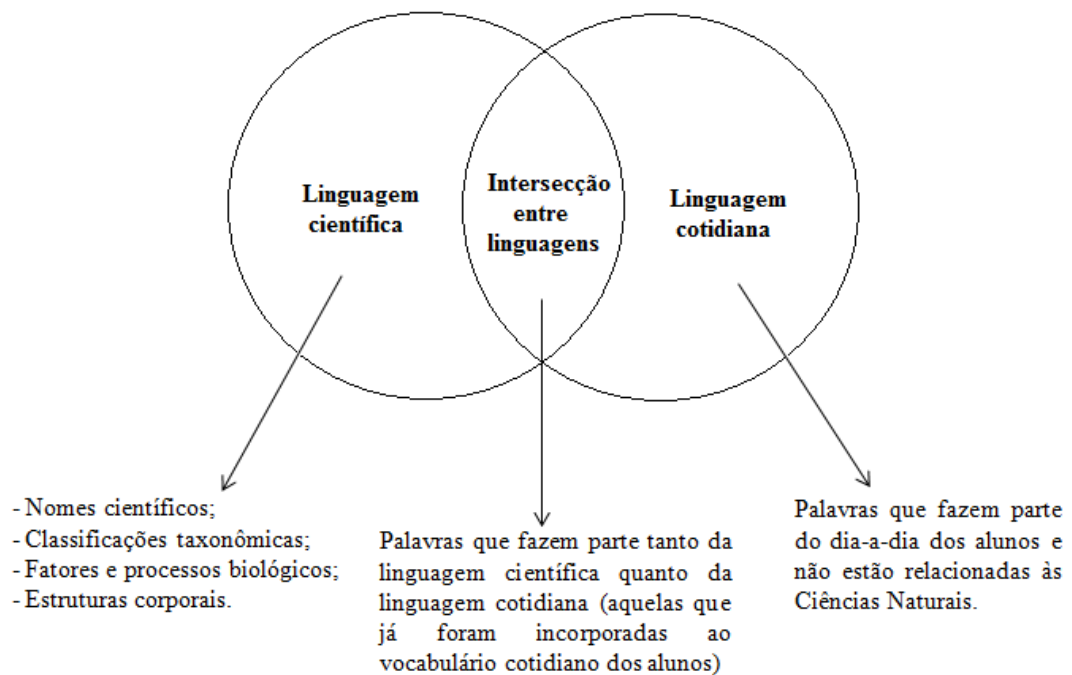 Linguagem
científica
Intersecção
entre
linguagens
Linguagem
cotidiana
- Nomes científicos;
- Classificações taxonômicas;
- Fatores e processos biológicos;
- Estruturas corporais.
Palavras que fazem parte tanto da
linguagem científica quanto da
linguagem cotidiana (aquelas que
já foram incorporadas ao
vocabulário cotidiano dos alunos)
Palavras que fazem parte
do dia-a-dia dos alunos e
não estão relacionadas às
Ciências Naturais.